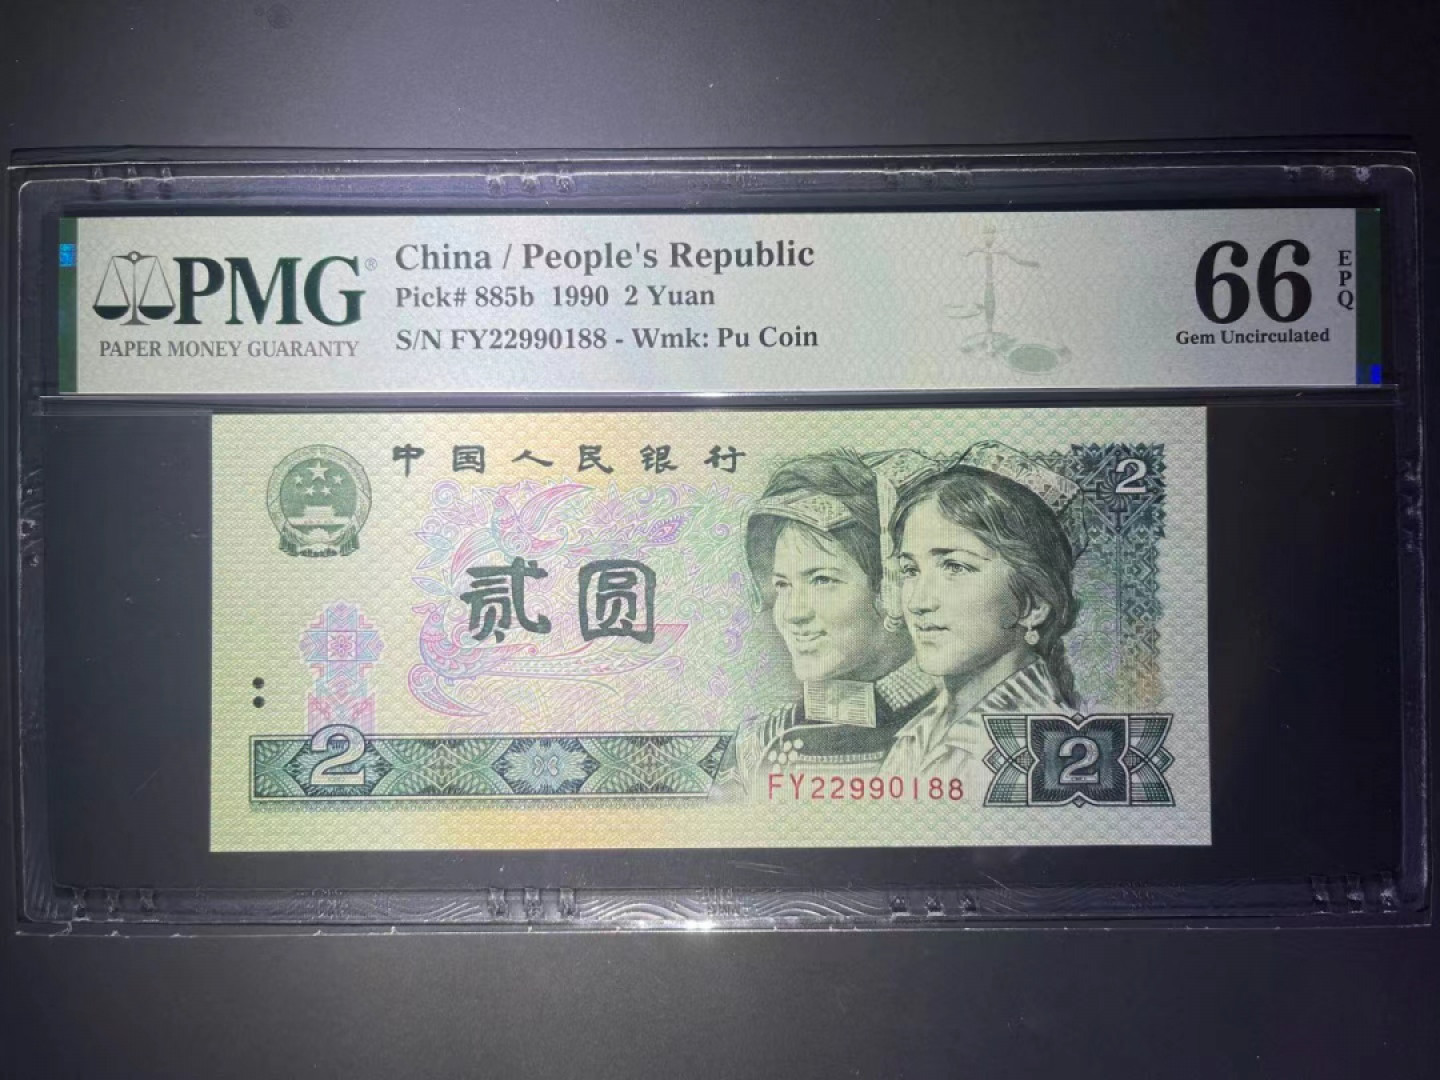 PMG®
PAPER MONEY GUARANTY
China / People's Republic
Pick# 885b 1990 2 Yuan
S/N FY22990188 - Wmk: Pu Coin
66
EPQ
Gem Uncirculated
中国人民银行
2
贰圆
2
FY22990188
2